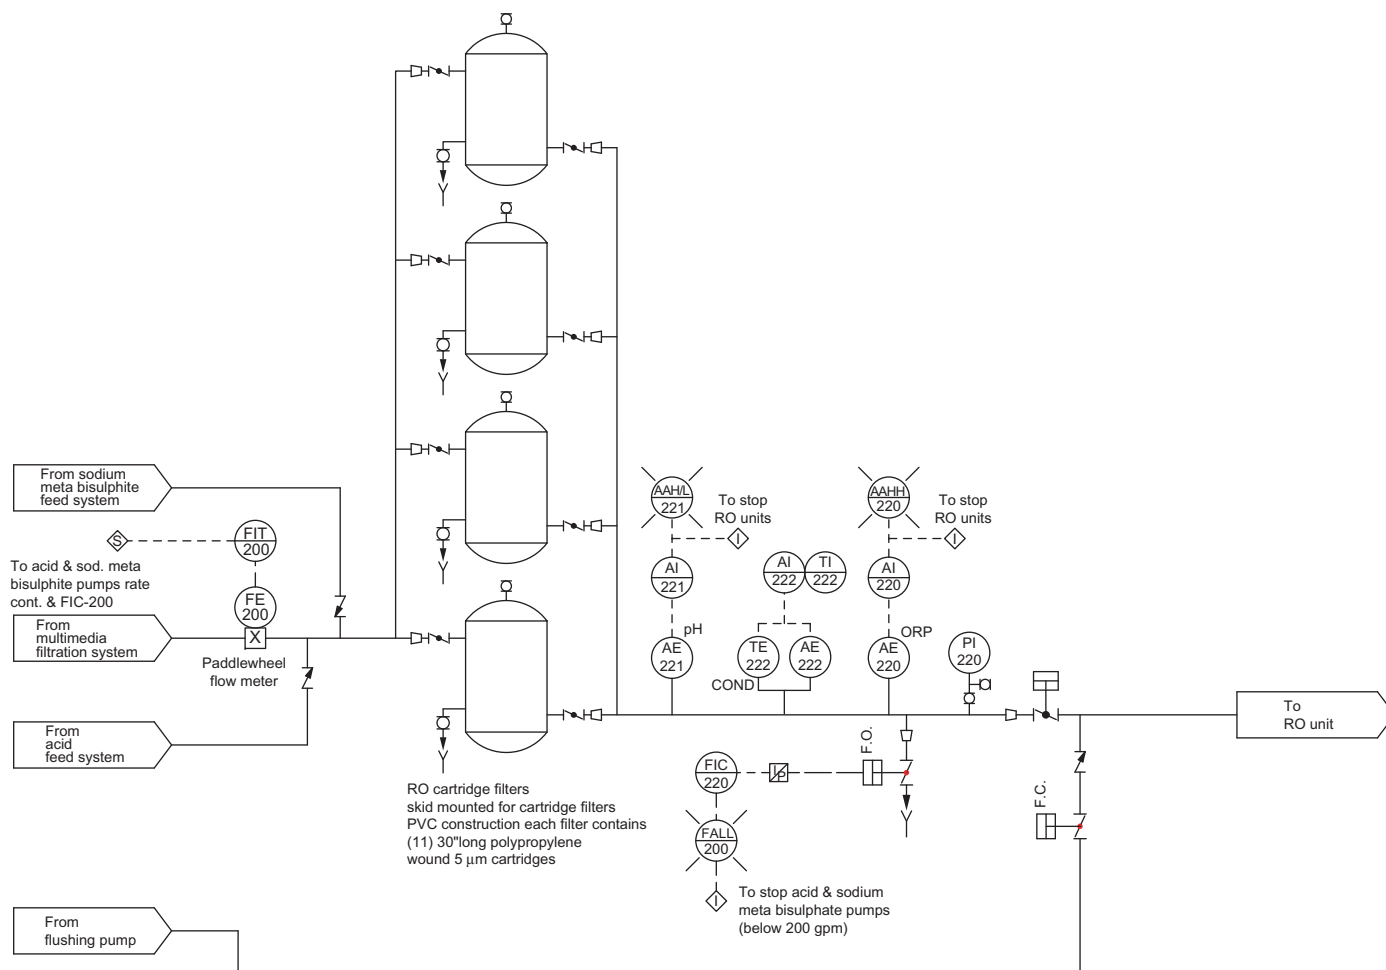 From sodium
meta bisulphite
feed system
S
FIT
200
To acid & sod. meta
bisulphite pumps rate
cont. & FIC-200
FE
200
From
multimedia
filtration system
X
Paddlewheel
flow meter
From
acid
feed system
From
flushing pump
RO cartridge filters
skid mounted for cartridge filters
PVC construction each filter contains
(11) 30"long polypropylene
wound 5 µm cartridges
AAH/L
221
To stop
RO units
I
AI
221
pH
AE
221
AI
222
TI
222
TE
222
AE
222
COND
AAHH
220
To stop
RO units
I
AI
220
ORP
AE
220
PI
220
To
RO unit
FIC
220
I/P
F.O.
FALL
200
I
To stop acid & sodium
meta bisulphate pumps
(below 200 gpm)
F.C.